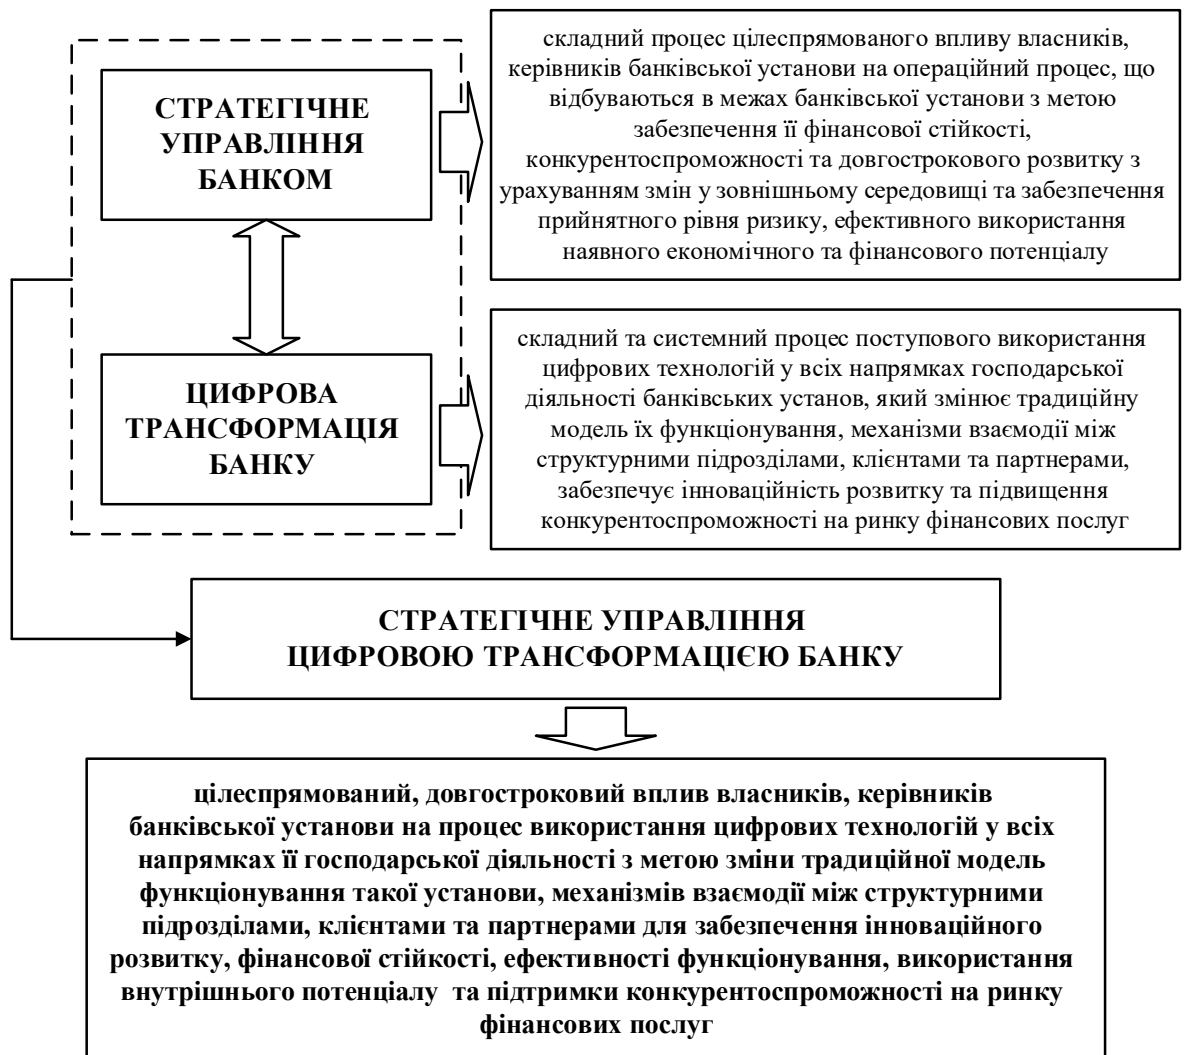 СТРАТЕГІЧНЕ
УПРАВЛІННЯ
БАНКОМ
складний процес цілеспрямованого впливу власників,
керівників банківської установи на операційний процес, що
відбуваються в межах банківської установи з метою
забезпечення її фінансової стійкості,
конкурентоспроможності та довгострокового розвитку з
урахуванням змін у зовнішньому середовищі та забезпечення
прийнятного рівня ризику, ефективного використання
наявного економічного та фінансового потенціалу
ЦИФРОВА
ТРАНСФОРМАЦІЯ
БАНКУ
складний та системний процес поступового використання
цифрових технологій у всіх напрямках господарської
діяльності банківських установ, який змінює традиційну
модель їх функціонування, механізми взаємодії між
структурними підрозділами, клієнтами та партнерами,
забезпечує інноваційність розвитку та підвищення
конкурентоспроможності на ринку фінансових послуг
СТРАТЕГІЧНЕ УПРАВЛІННЯ
ЦИФРОВОЮ ТРАНСФОРМАЦІЄЮ БАНКУ
цілеспрямований, довгостроковий вплив власників, керівників
банківської установи на процес використання цифрових технологій у всіх
напрямках її господарської діяльності з метою зміни традиційної модель
функціонування такої установи, механізмів взаємодії між структурними
підрозділами, клієнтами та партнерами для забезпечення інноваційного
розвитку, фінансової стійкості, ефективності функціонування, використання
внутрішнього потенціалу та підтримки конкурентоспроможності на ринку
фінансових послуг